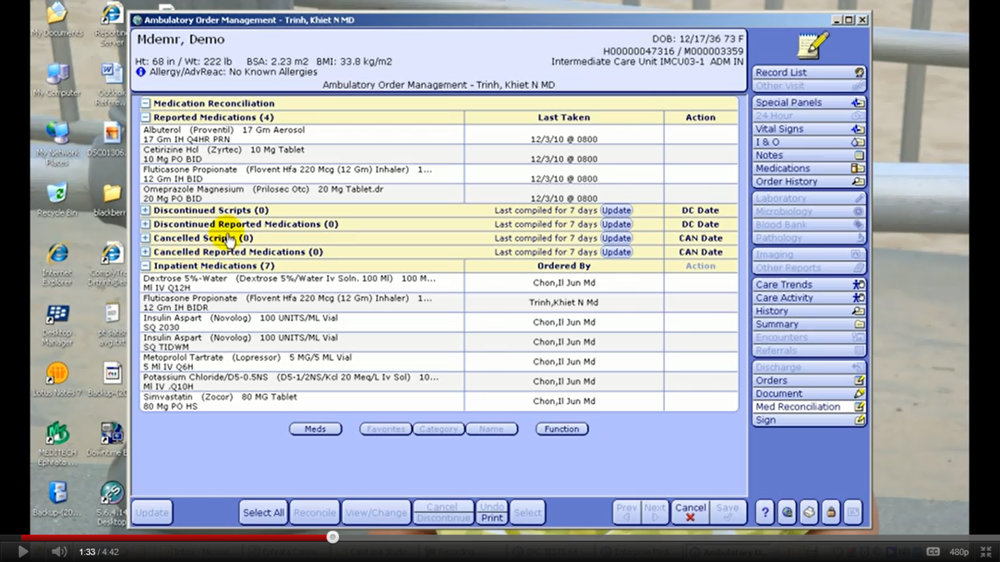 My Documents
Reporting
Server
My Computer
Outlook
Refere...
My Network
Places
DSC01806.
Recycle Bin
blackberr
Internet
Explorer
Desktop
Manager
Lotus Notes 7
Backup-(20
MEDITECH
Ephrata ...
Downtime E
Backup-(20...
5.6.4.14
Desktop
Ambulatory Order Management - Trinh, Khiet N MD
Mdemr, Demo
DOB: 12/17/36 73 F
H00000047316 / M000003359
Ht: 68 in / Wt: 222 lb BSA: 2.23 m2 BMI: 33.8 kg/m2
Intermediate Care Unit IMCU03-1 ADM IN
Allergy/AdvReac: No Known Allergies
Ambulatory Order Management - Trinh, Khiet N MD
Medication Reconciliation
Reported Medications (4) Last Taken Action
Albuterol (Proventil) 17 Gm Aerosol
17 Gm IH Q4HR PRN 12/3/10 @ 0800
Cetirizine Hcl (Zyrtec) 10 Mg Tablet
10 Mg PO BID 12/3/10 @ 0800
Fluticasone Propionate (Flovent Hfa 220 Mcg (12 Gm) Inhaler) 1...
12 Gm IH BID 12/3/10 @ 0800
Omeprazole Magnesium (Prilosec Otc) 20 Mg Tablet.dr
20 Mg PO BID 12/3/10 @ 0800
Discontinued Scripts (0) Last compiled for 7 days Update DC Date
Discontinued Reported Medications (0) Last compiled for 7 days Update DC Date
Cancelled Scripts (0) Last compiled for 7 days Update CAN Date
Cancelled Reported Medications (0) Last compiled for 7 days Update CAN Date
Inpatient Medications (7) Ordered By Action
Dextrose 5%-Water (Dextrose 5%/Water Iv Soln. 100 Ml) 100 M...
Ml IV Q12H Chon,Il Jun Md
Fluticasone Propionate (Flovent Hfa 220 Mcg (12 Gm) Inhaler) 1...
12 Gm IH BIDR Trinh,Khiet N Md
Insulin Aspart (Novolog) 100 UNITS/ML Vial
SQ 2030 Chon,Il Jun Md
Insulin Aspart (Novolog) 100 UNITS/ML Vial
SQ TIDWM Chon,Il Jun Md
Metoprolol Tartrate (Lopressor) 5 MG/5 ML Vial
5 Ml IV Q6H Chon,Il Jun Md
Potassium Chloride/D5-0.5NS (D5-1/2NS/Kcl 20 Meq/L Iv Sol) 10...
Ml IV .Q10H Chon,Il Jun Md
Simvastatin (Zocor) 80 MG Tablet
80 Mg PO HS Chon,Il Jun Md
Meds Favorites Category Name Function
Update Select All Reconcile View/Change Cancel Discontinue Undo Print Select Prev Next Cancel Save ?
Record List
Other Visit
Special Panels
24 Hour
Vital Signs
I & O
Notes
Medications
Order History
Laboratory
Microbiology
Blood Bank
Pathology
Imaging
Other Reports
Care Trends
Care Activity
History
Summary
Encounters
Referrals
Discharge
Orders
Document
Med Reconciliation
Sign
1:33 / 4:42
CC 480p